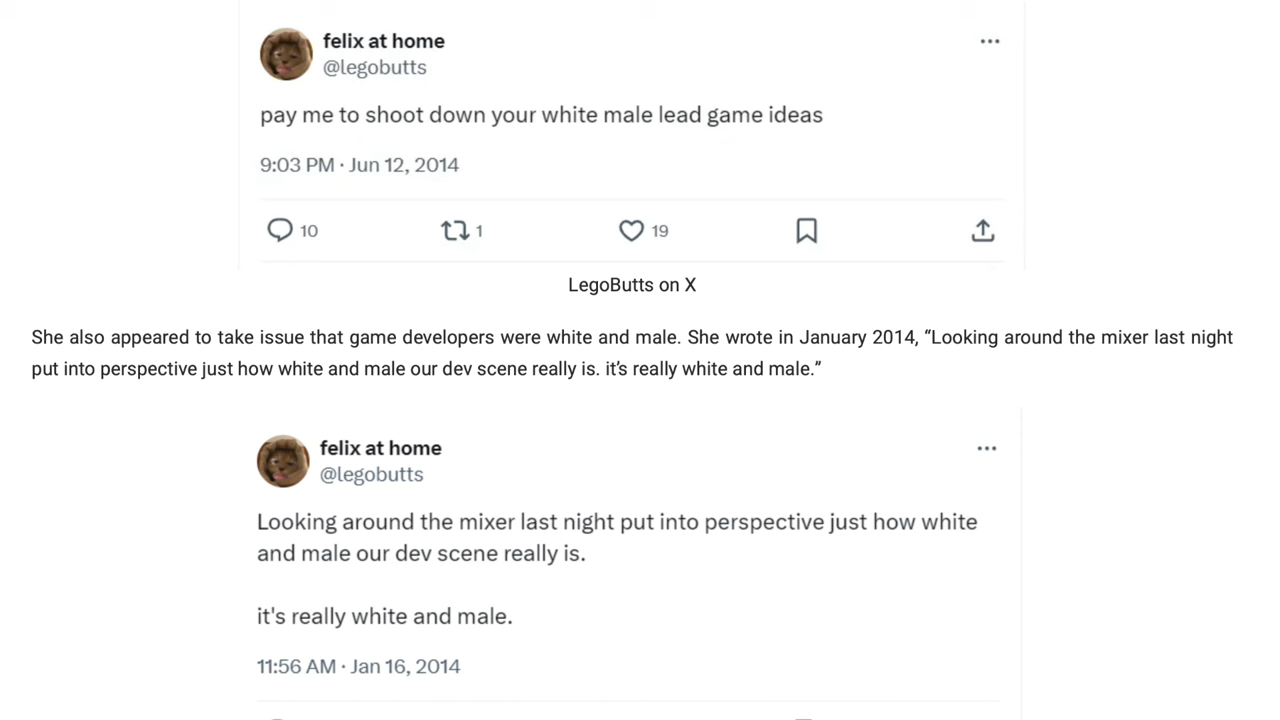 felix at home
@legobutts
pay me to shoot down your white male lead game ideas
9:03 PM · Jun 12, 2014
10 1 19
LegoButts on X
She also appeared to take issue that game developers were white and male. She wrote in January 2014, “Looking around the mixer last night
put into perspective just how white and male our dev scene really is. it’s really white and male.”
felix at home
@legobutts
Looking around the mixer last night put into perspective just how white
and male our dev scene really is.
it's really white and male.
11:56 AM · Jan 16, 2014